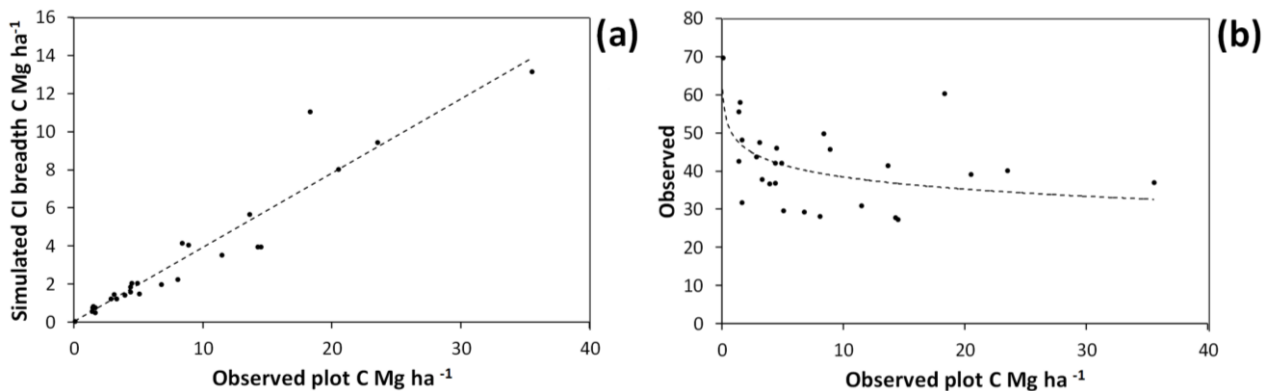 (a)
Simulated CI breadth C Mg ha⁻¹
16
14
12
10
8
6
4
2
0
0 10 20 30 40
Observed plot C Mg ha ⁻¹
(b)
Observed
80
70
60
50
40
30
20
10
0
0 10 20 30 40
Observed plot C Mg ha ⁻¹